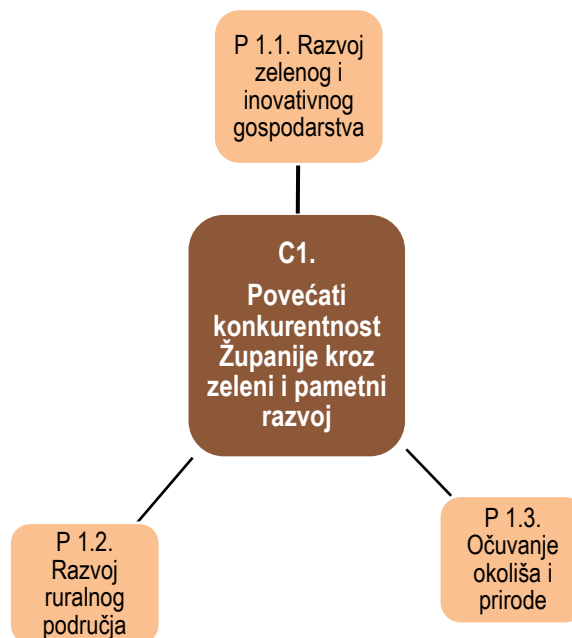 P 1.1. Razvoj
zelenog i
inovativnog
gospodarstva
C1.
Povećati
konkurentnost
Županije kroz
zeleni i pametni
razvoj
P 1.2.
Razvoj
ruralnog
područja
P 1.3.
Očuvanje
okoliša i
prirode